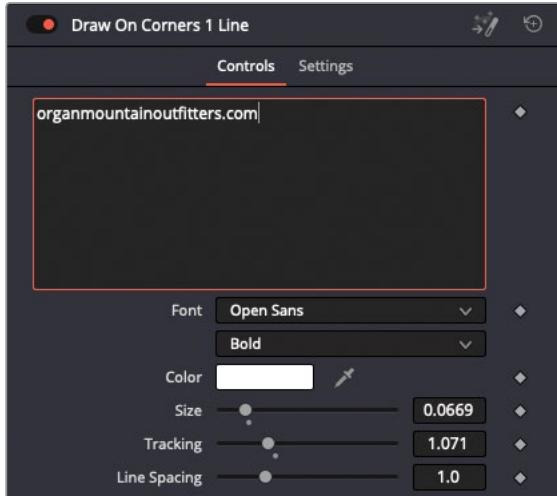 Draw On Corners 1 Line
Controls Settings
organmountainoutfitters.com
Font Open Sans
Bold
Color
Size 0.0669
Tracking 1.071
Line Spacing 1.0